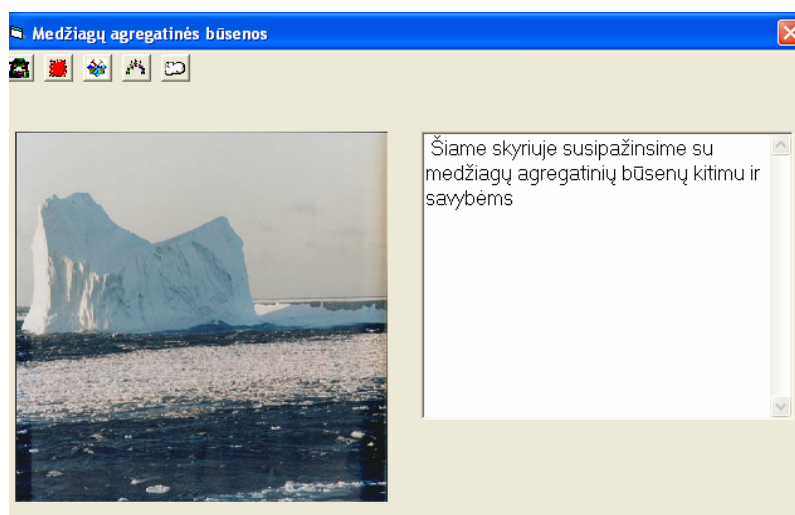 Medžiagų agregatinės būsenos
Šiame skyriuje susipažinsime su
medžiagų agregatinių būsenų kitimu ir
savybėms